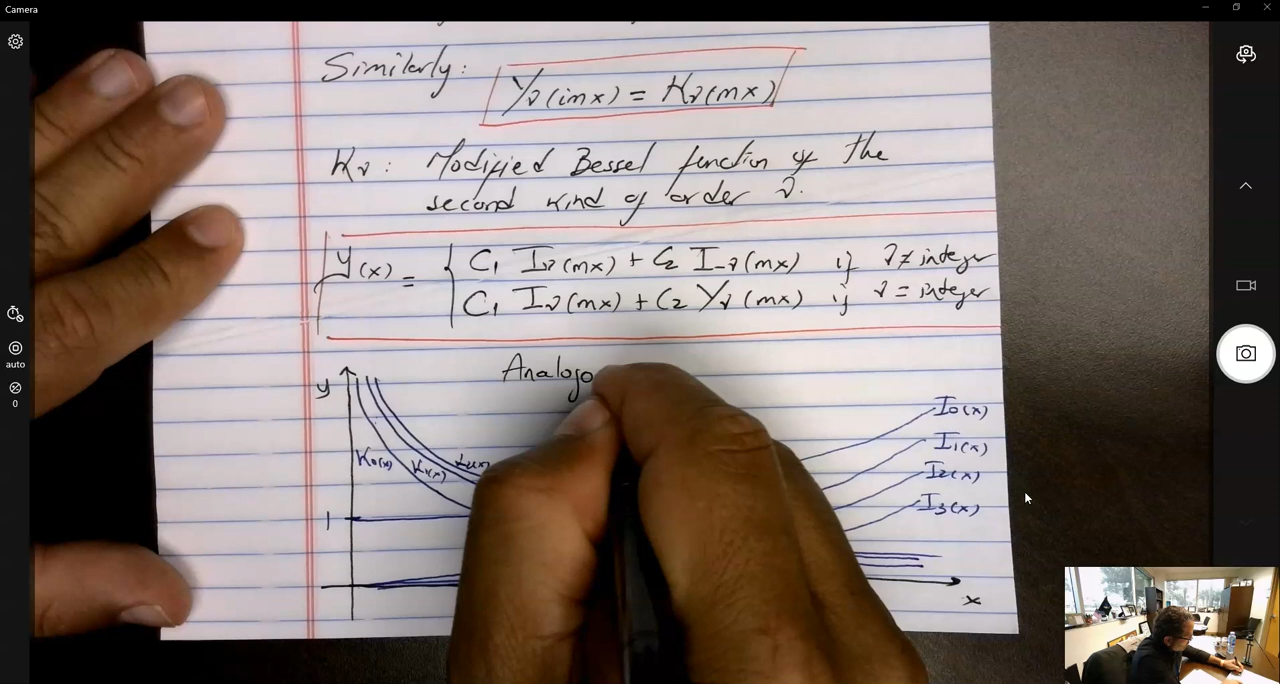 Camera
Similarly:
Yν(imx) = Kν(mx)
Kν: Modified Bessel function of the
second kind of order ν.
y(x) = { C1 Iν(mx) + C2 I-ν(mx) if ν≠integer
C1 Iν(mx) + C2 Yν(mx) if ν = integer
Analogo
y
I0(x)
I1(x)
K0(x) K1(x) K2(x)
I2(x)
I3(x)
1
x
auto
0